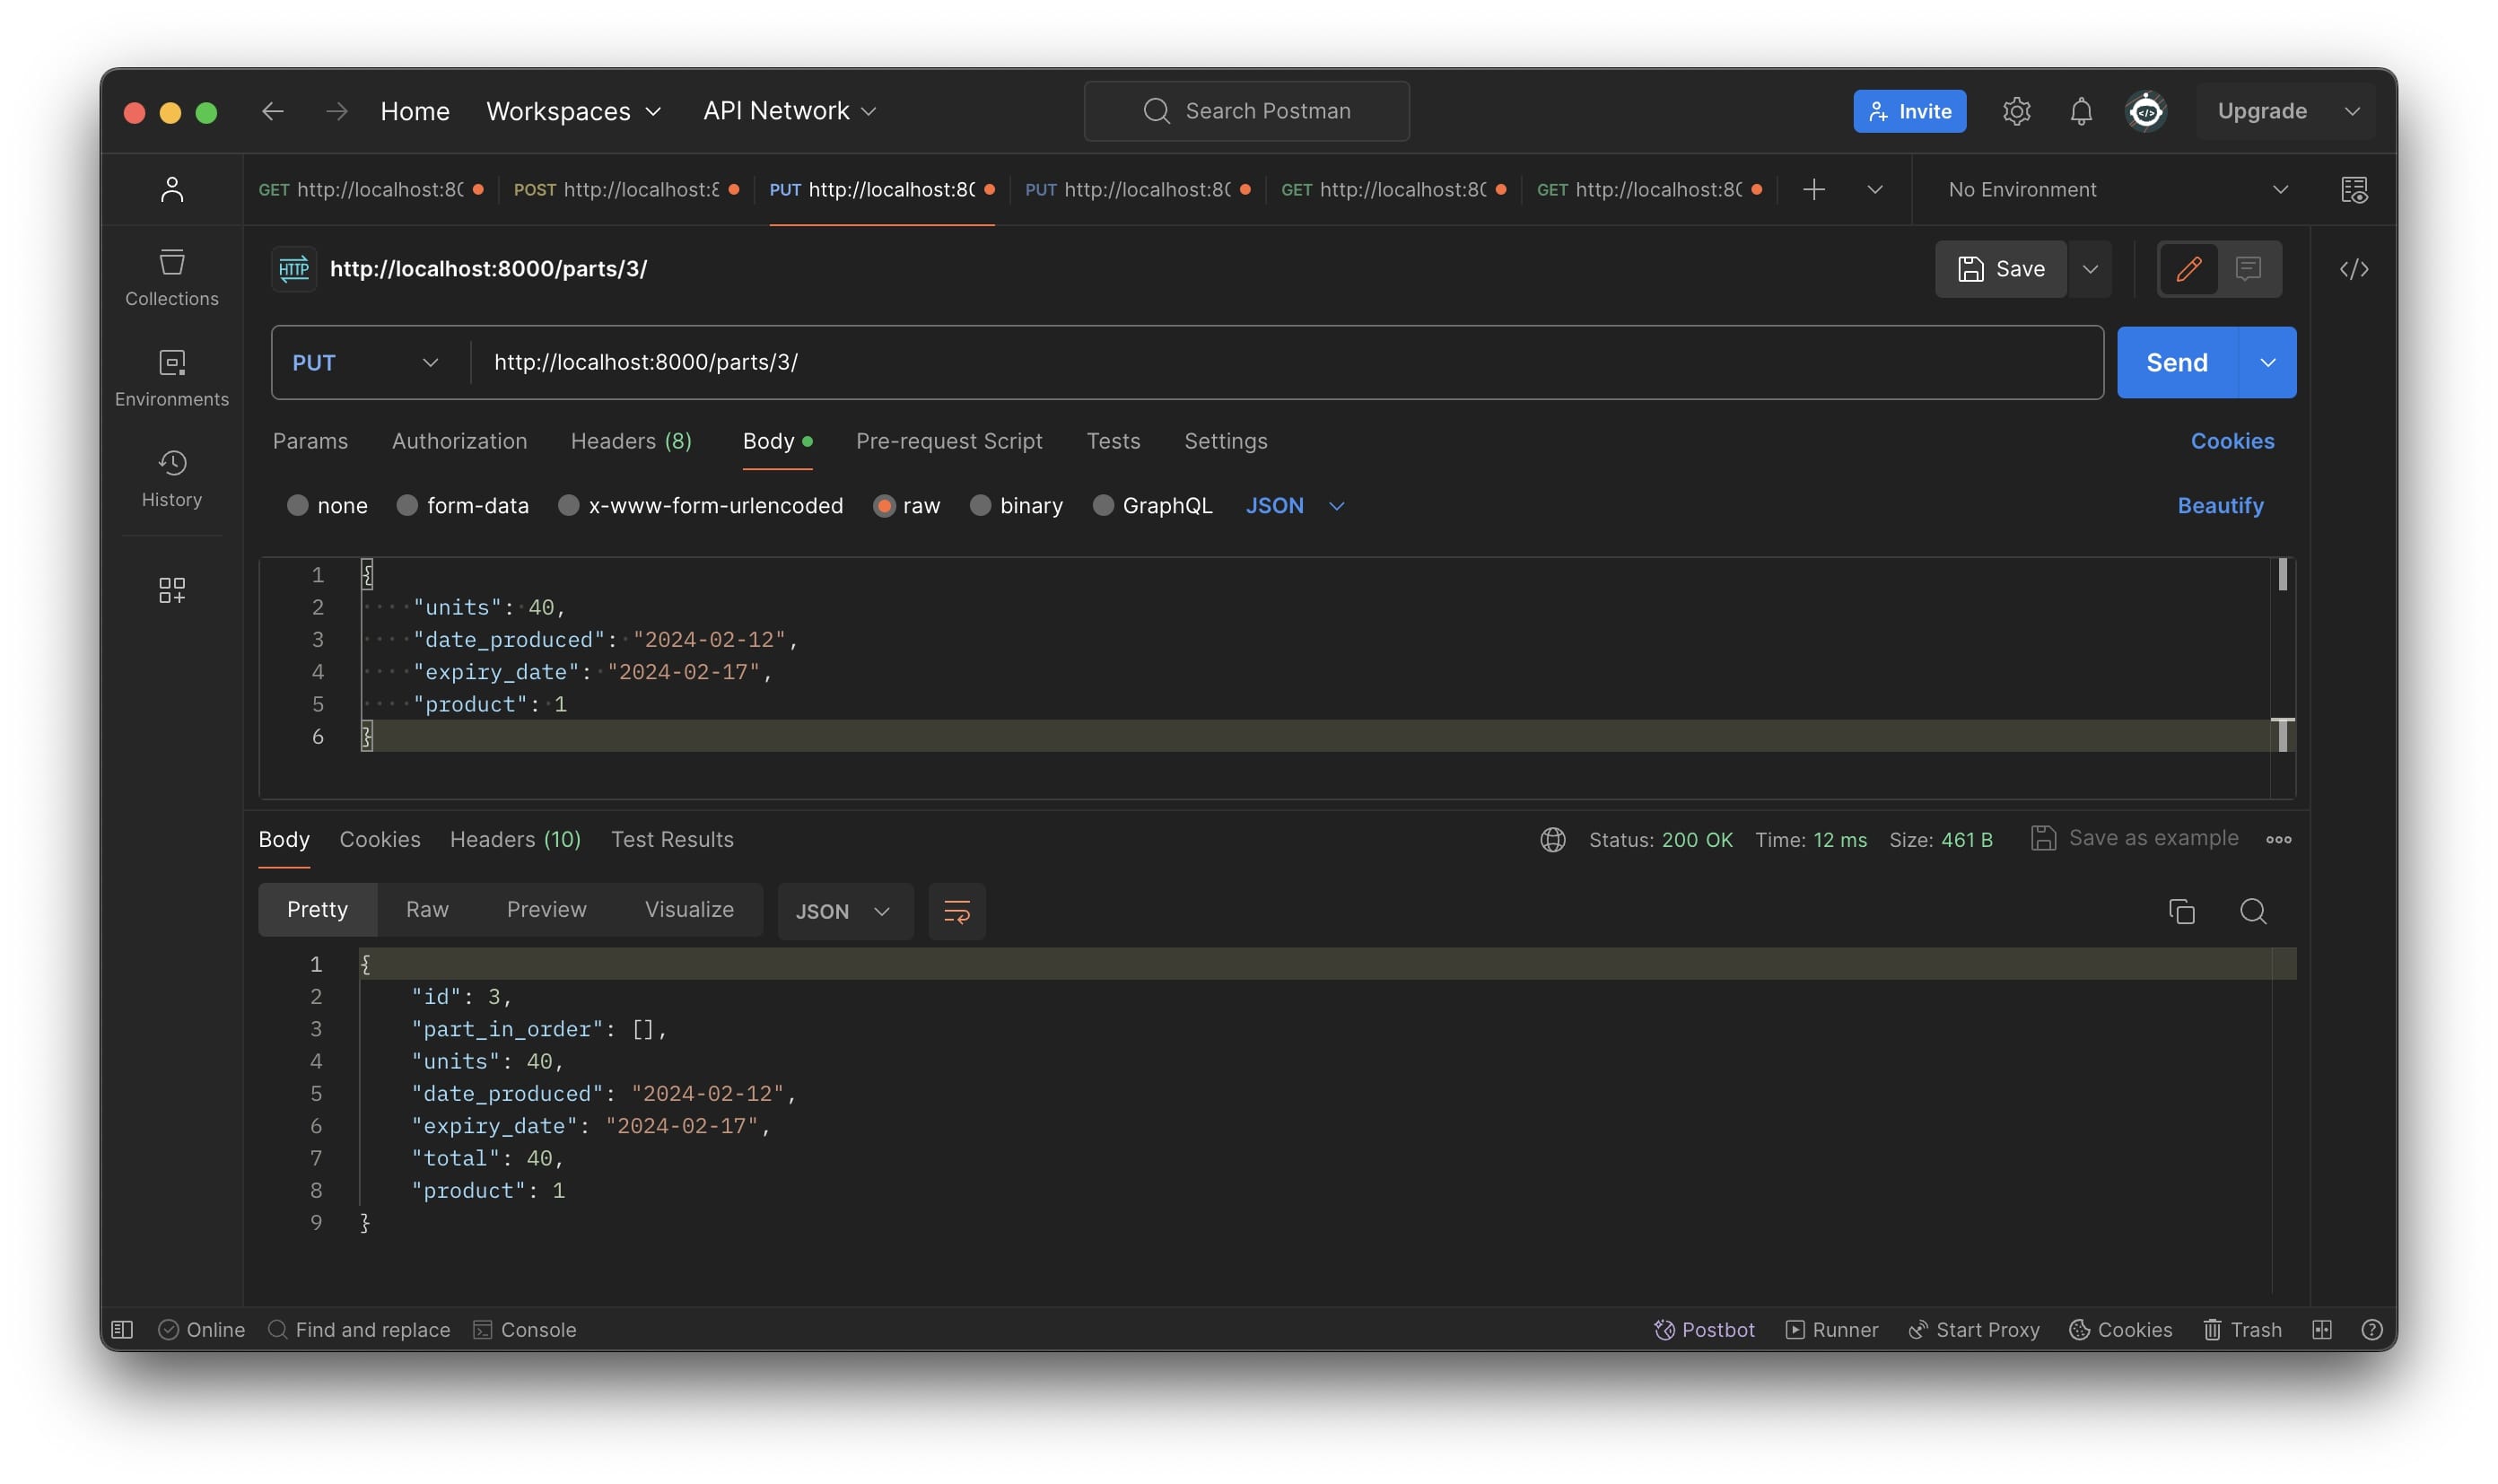 Home Workspaces API Network Search Postman Invite Upgrade
GET http://localhost:80 POST http://localhost:8 PUT http://localhost:80 PUT http://localhost:80 GET http://localhost:80 GET http://localhost:80 No Environment
HTTP http://localhost:8000/parts/3/ Save
Collections
PUT http://localhost:8000/parts/3/ Send
Environments
Params Authorization Headers (8) Body Pre-request Script Tests Settings Cookies
History
none form-data x-www-form-urlencoded raw binary GraphQL JSON Beautify
1 {
2 "units": 40,
3 "date_produced": "2024-02-12",
4 "expiry_date": "2024-02-17",
5 "product": 1
6 }
Body Cookies Headers (10) Test Results Status: 200 OK Time: 12 ms Size: 461 B Save as example
Pretty Raw Preview Visualize JSON
1 {
2 "id": 3,
3 "part_in_order": [],
4 "units": 40,
5 "date_produced": "2024-02-12",
6 "expiry_date": "2024-02-17",
7 "total": 40,
8 "product": 1
9 }
Online Find and replace Console Postbot Runner Start Proxy Cookies Trash